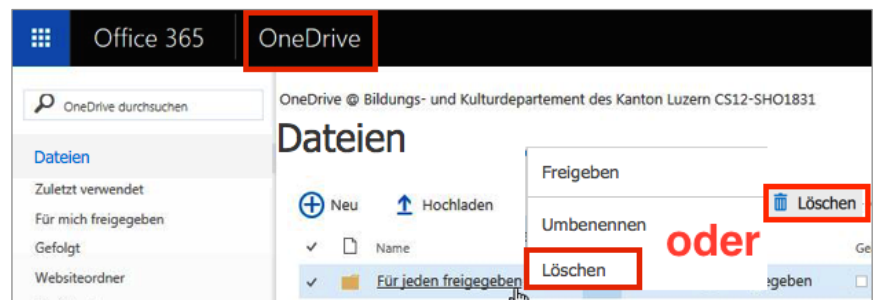 Office 365 OneDrive
OneDrive durchsuchen
OneDrive @ Bildungs- und Kulturdepartement des Kanton Luzern CS12-SHO1831
Dateien
Dateien
Zuletzt verwendet
Für mich freigegeben
Gefolgt
Websiteordner
Neu Hochladen
Name
Für jeden freigegeben
Freigeben
Umbenennen
Löschen
oder
Löschen
Ge
egeben